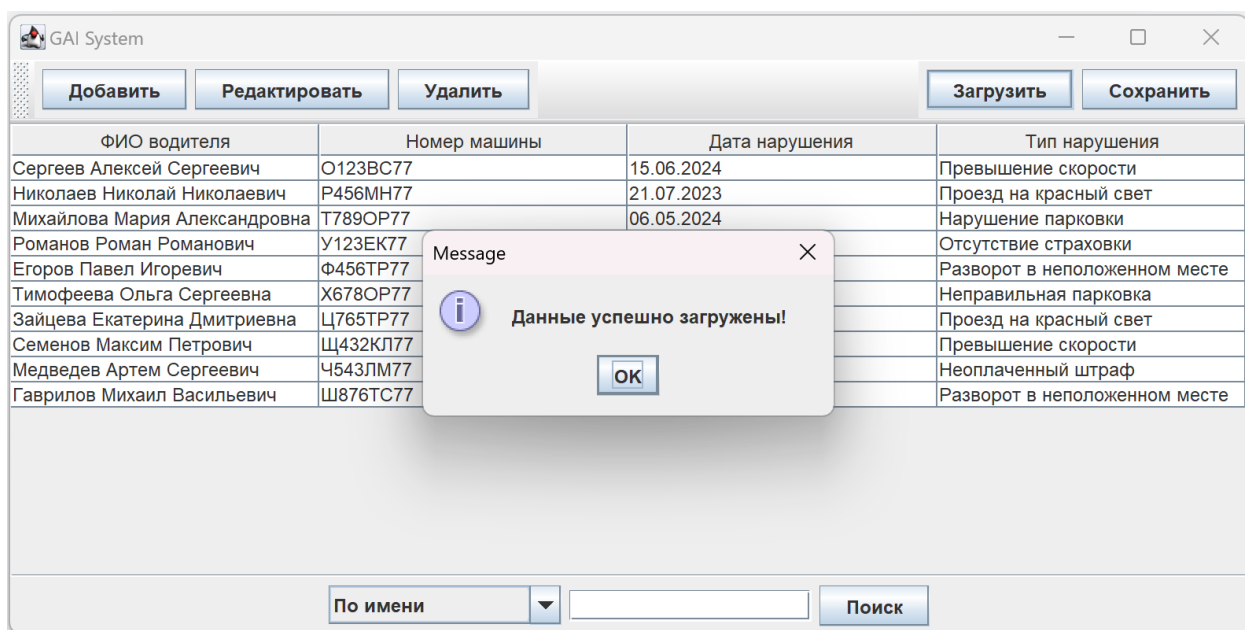 GAI System
Добавить Редактировать Удалить Загрузить Сохранить
ФИО водителя Номер машины Дата нарушения Тип нарушения
Сергеев Алексей Сергеевич О123ВС77 15.06.2024 Превышение скорости
Николаев Николай Николаевич Р456МН77 21.07.2023 Проезд на красный свет
Михайлова Мария Александровна Т789ОР77 06.05.2024 Нарушение парковки
Романов Роман Романович У123ЕК77 Отсутствие страховки
Егоров Павел Игоревич Ф456ТР77 Разворот в неположенном месте
Тимофеева Ольга Сергеевна Х678ОР77 Неправильная парковка
Зайцева Екатерина Дмитриевна Ц765ТР77 Проезд на красный свет
Семенов Максим Петрович Щ432КЛ77 Превышение скорости
Медведев Артем Сергеевич Ч543ЛМ77 Неоплаченный штраф
Гаврилов Михаил Васильевич Ш876ТС77 Разворот в неположенном месте
Message
Данные успешно загружены!
OK
По имени Поиск